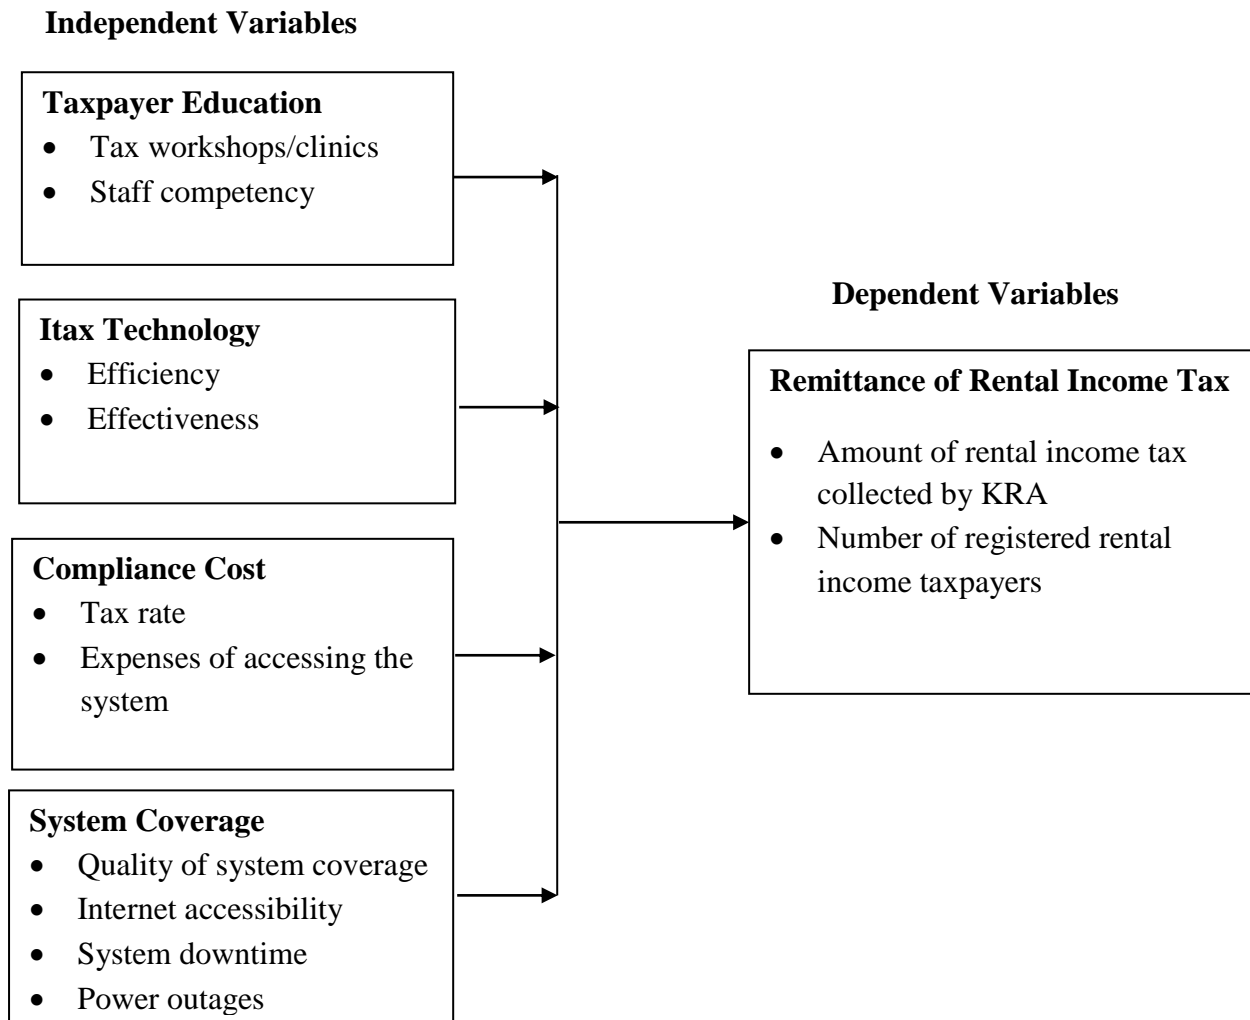 Independent Variables
Taxpayer Education
• Tax workshops/clinics
• Staff competency
Itax Technology
• Efficiency
• Effectiveness
Compliance Cost
• Tax rate
• Expenses of accessing the
system
System Coverage
• Quality of system coverage
• Internet accessibility
• System downtime
• Power outages
Dependent Variables
Remittance of Rental Income Tax
• Amount of rental income tax
collected by KRA
• Number of registered rental
income taxpayers